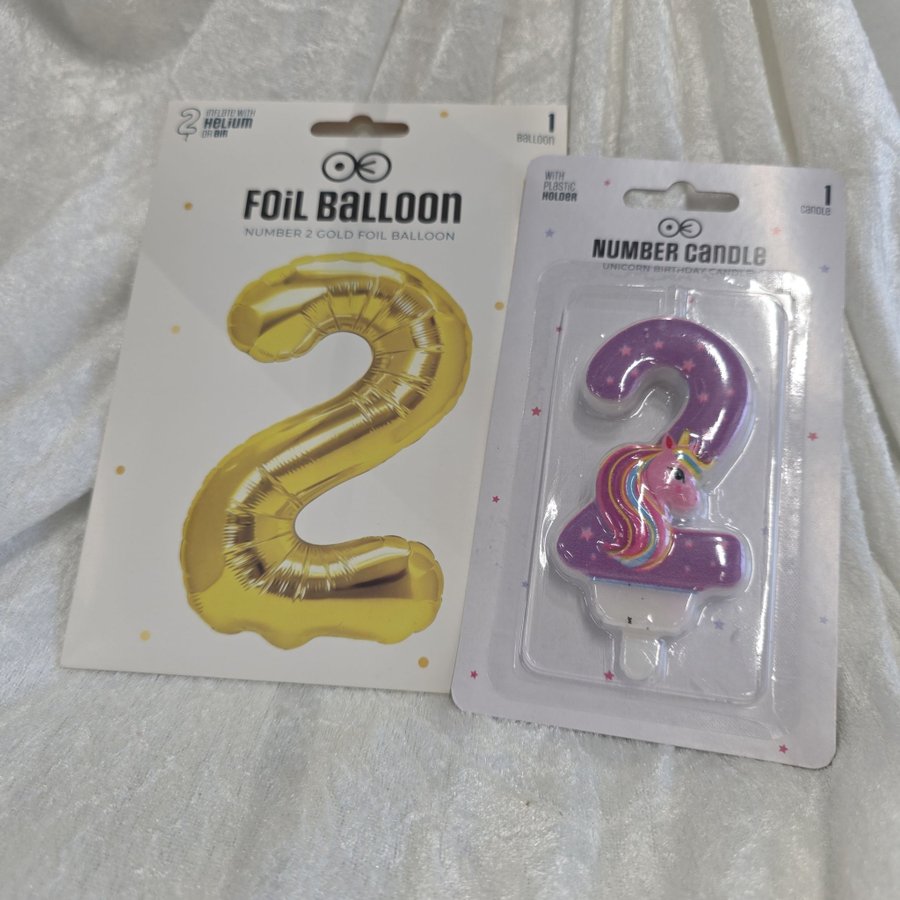 2
INFLATE WITH
HELIUM
OR AIR
1
BALLOON
FOIL BALLOON
NUMBER 2 GOLD FOIL BALLOON
2
WITH
PLASTIC
HOLDER
1
CANDLE
NUMBER CANDLE
UNICORN BIRTHDAY CANDLE
2